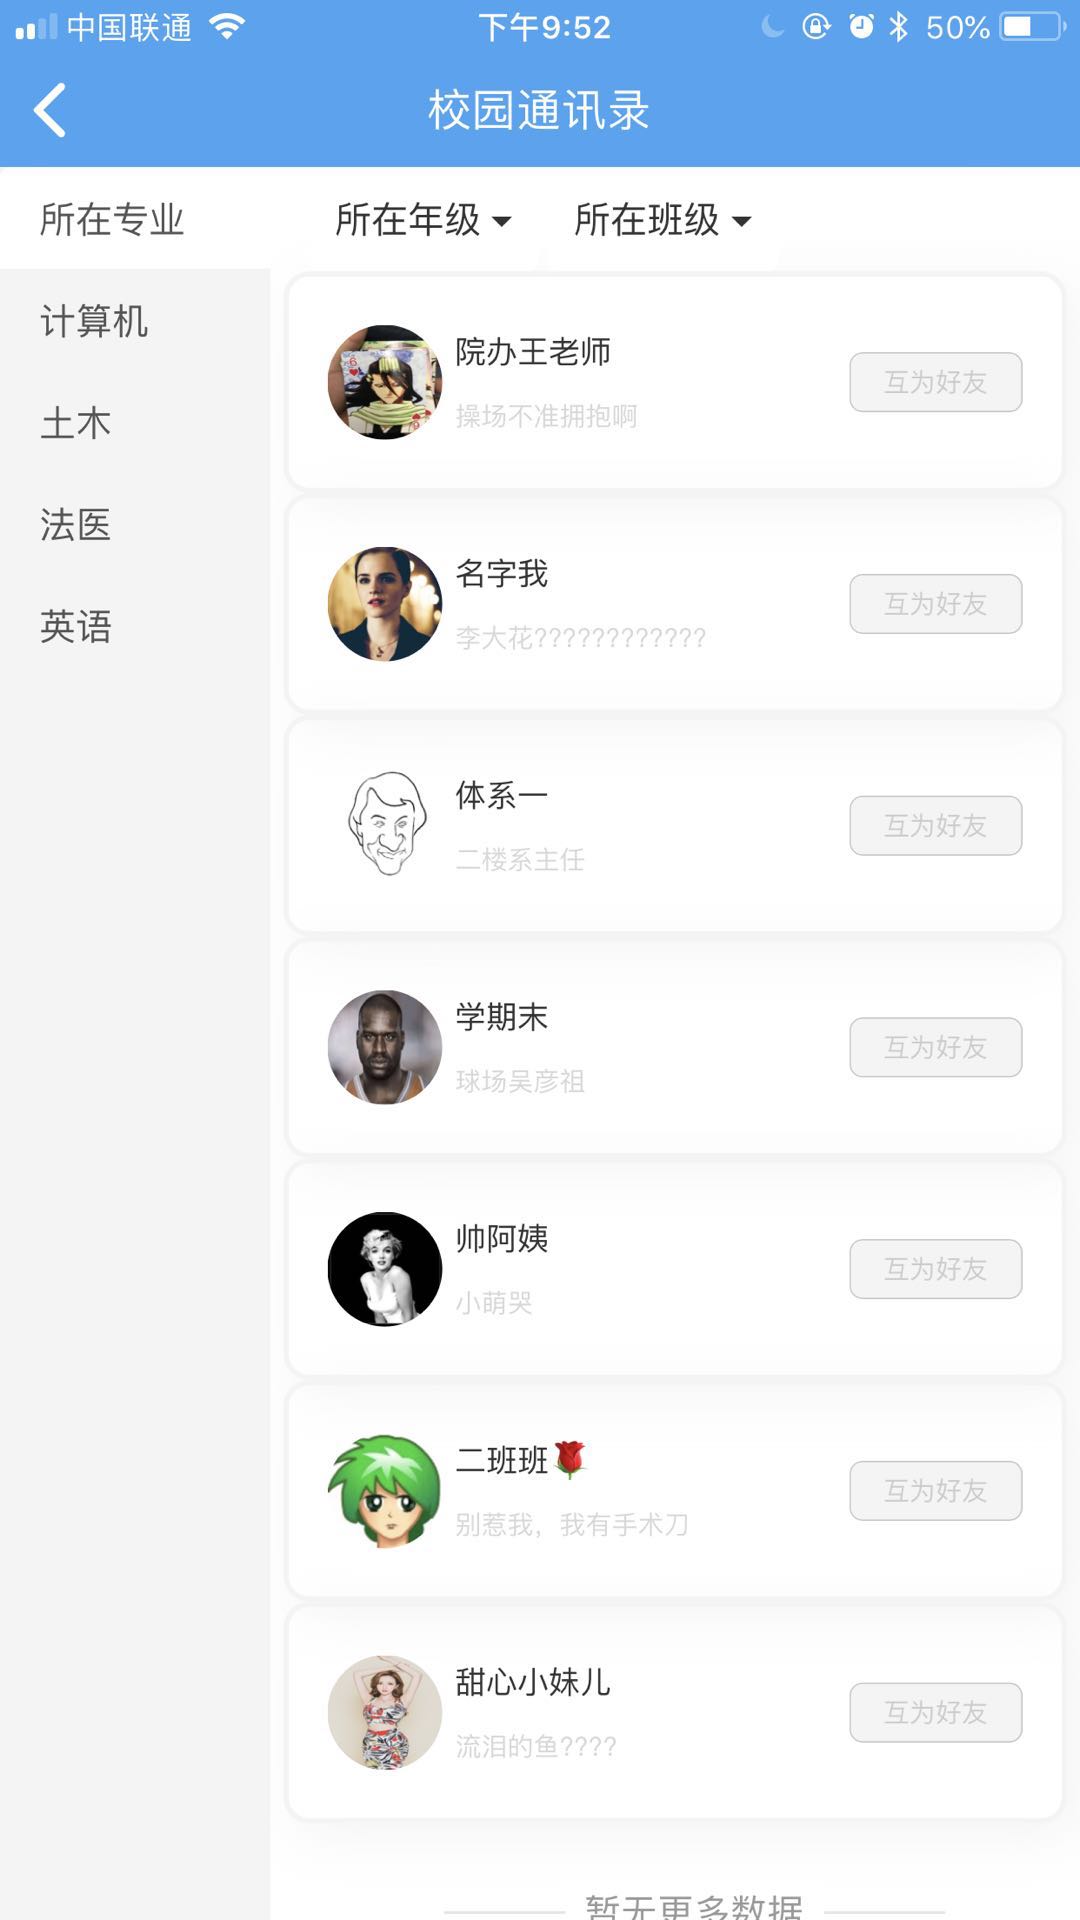 中国联通 下午9:52 50%
校园通讯录
所在专业 所在年级 所在班级
计算机
土木
法医
英语
院办王老师
操场不准拥抱啊
互为好友
名字我
李大花????????????
互为好友
体系一
二楼系主任
互为好友
学期末
球场吴彦祖
互为好友
帅阿姨
小萌哭
互为好友
二班班🌹
别惹我，我有手术刀
互为好友
甜心小妹儿
流泪的鱼????
互为好友
暂无更多数据